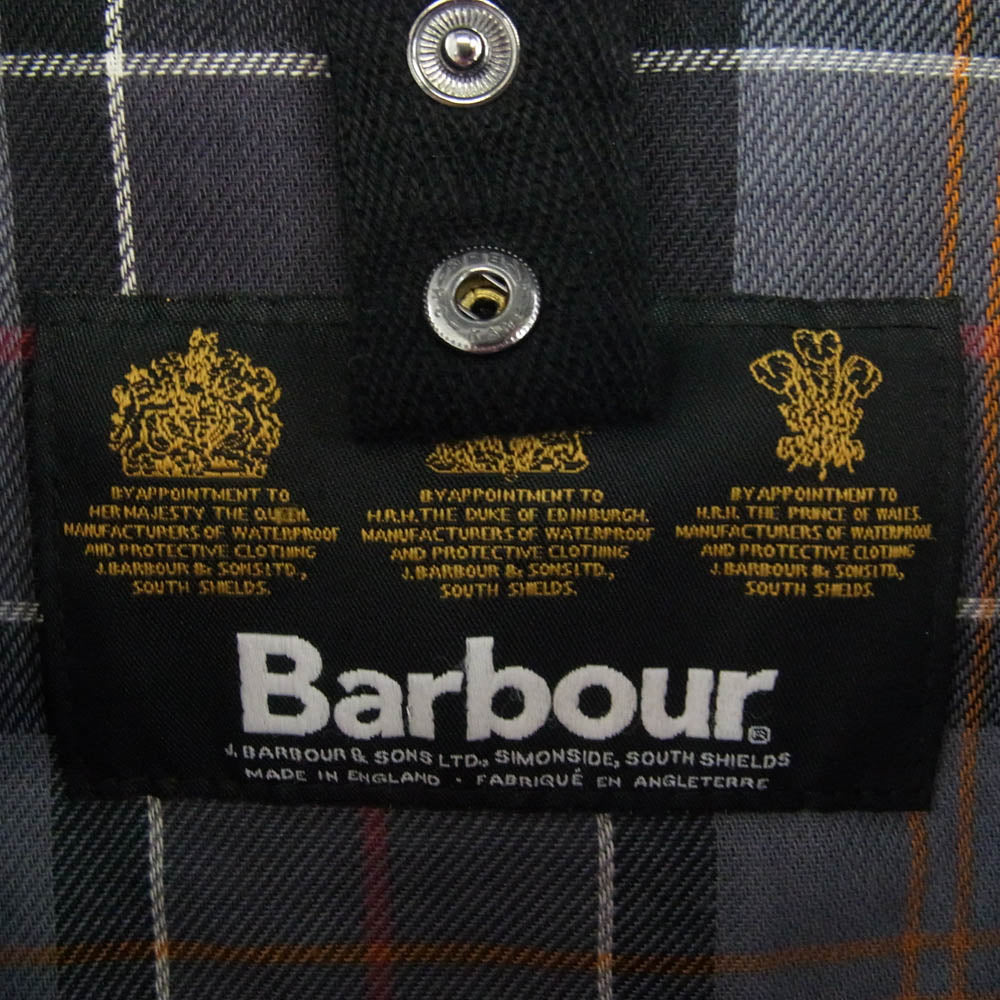 BY APPOINTMENT TO
HER MAJESTY THE QUEEN
MANUFACTURERS OF WATERPROOF
AND PROTECTIVE CLOTHING
J.BARBOUR & SONS LTD.,
SOUTH SHIELDS.
BY APPOINTMENT TO
H.R.H. THE DUKE OF EDINBURGH.
MANUFACTURERS OF WATERPROOF
AND PROTECTIVE CLOTHING
J.BARBOUR & SONS LTD.,
SOUTH SHIELDS.
BY APPOINTMENT TO
H.R.H. THE PRINCE OF WALES
MANUFACTURERS OF WATERPROOF
AND PROTECTIVE CLOTHING
J.BARBOUR & SONS LTD.,
SOUTH SHIELDS.
Barbour®
J. BARBOUR & SONS LTD., SIMONSIDE, SOUTH SHIELDS
MADE IN ENGLAND · FABRIQUÉ EN ANGLETERRE